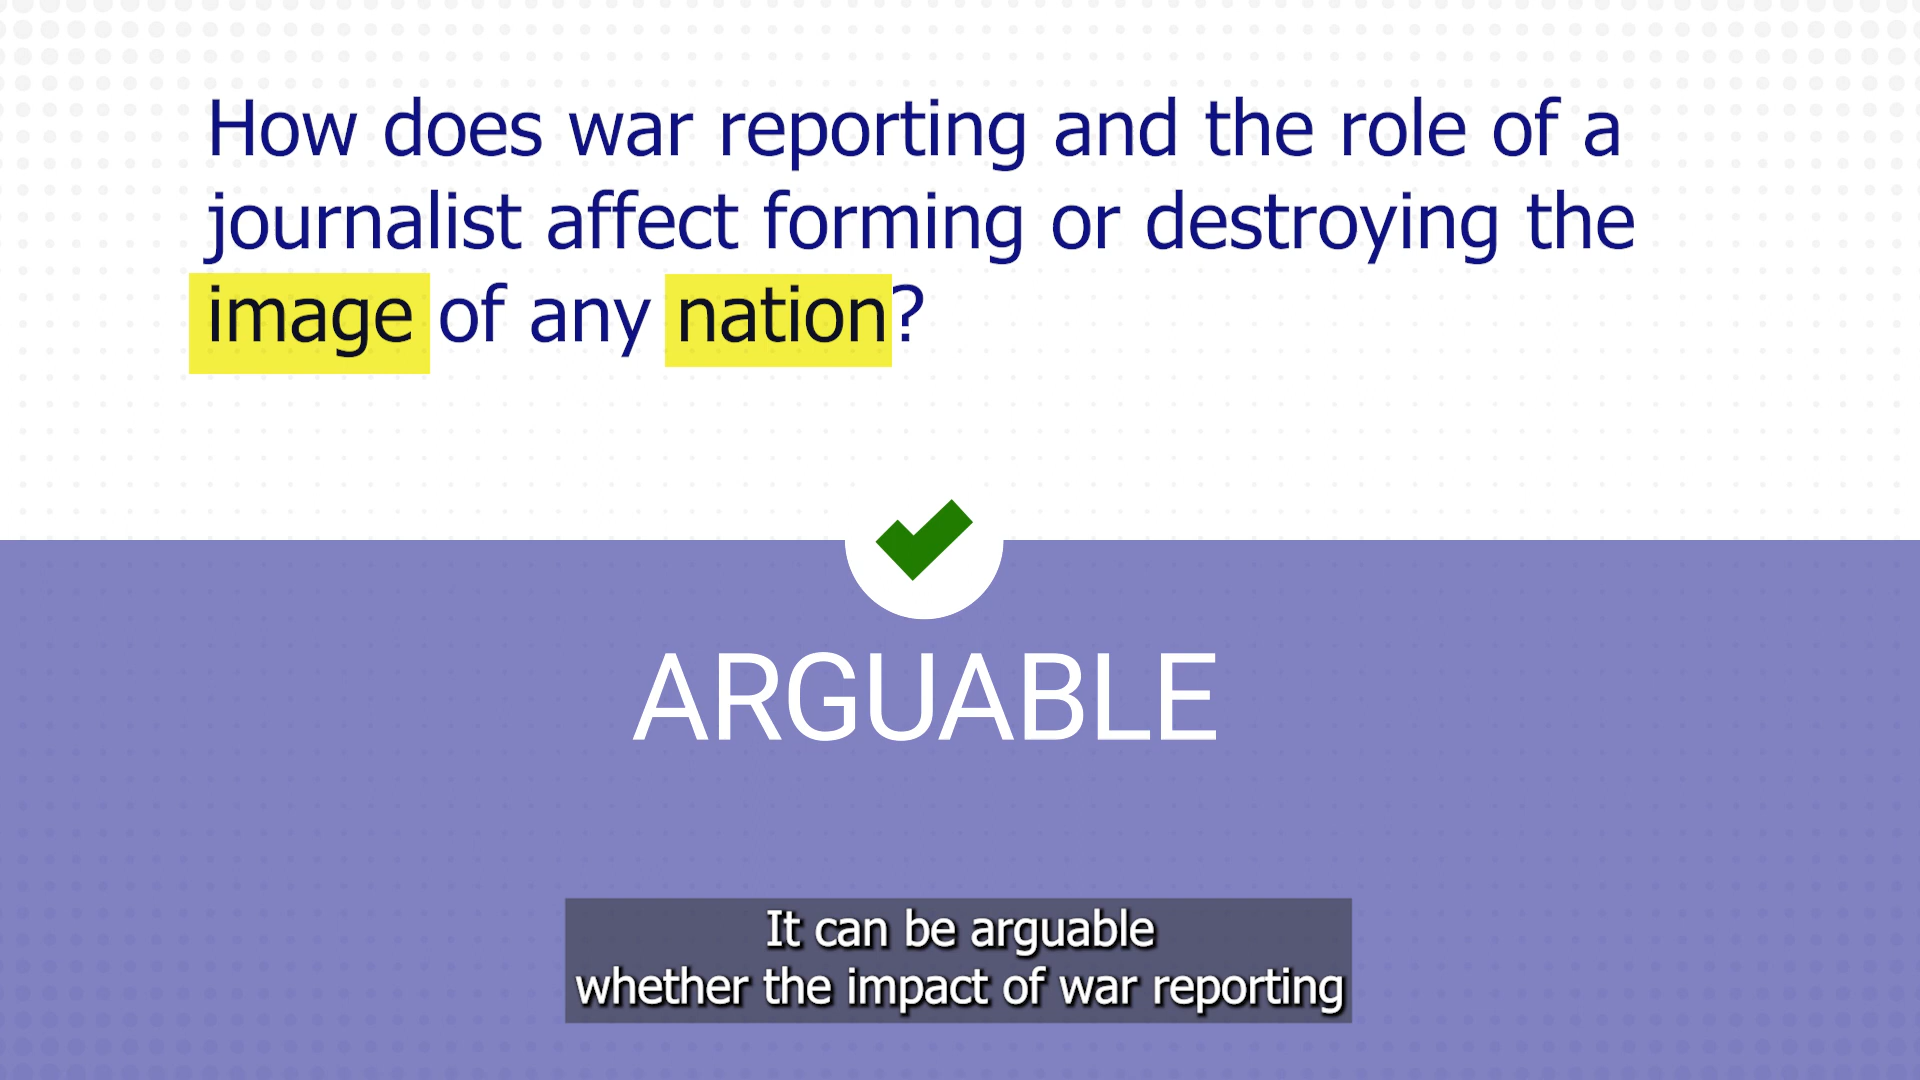 How does war reporting and the role of a
journalist affect forming or destroying the
image of any nation?
ARGUABLE
It can be arguable
whether the impact of war reporting